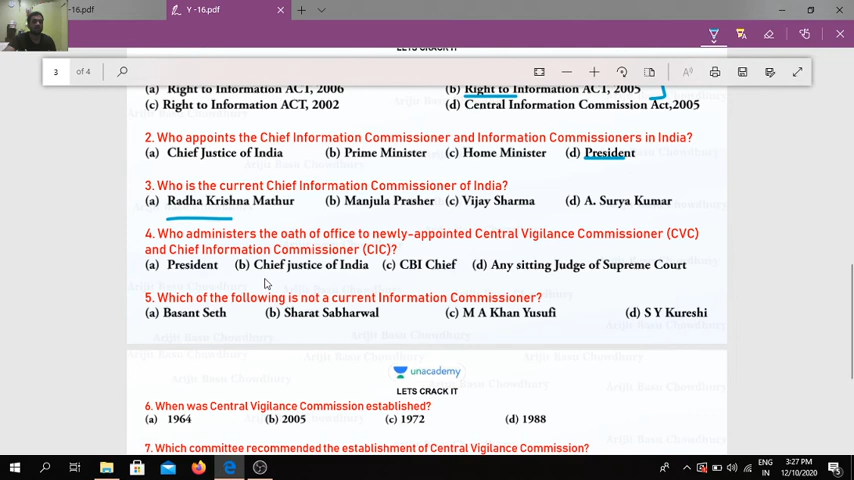 -16.pdf
Y -16.pdf
LETS CRACK IT
3 of 4
(a) Right to Information ACT, 2006 (b) Right to Information ACT, 2005
(c) Right to Information ACT, 2002 (d) Central Information Commission Act,2005
2. Who appoints the Chief Information Commissioner and Information Commissioners in India?
(a) Chief Justice of India (b) Prime Minister (c) Home Minister (d) President
3. Who is the current Chief Information Commissioner of India?
(a) Radha Krishna Mathur (b) Manjula Prasher (c) Vijay Sharma (d) A. Surya Kumar
4. Who administers the oath of office to newly-appointed Central Vigilance Commissioner (CVC)
and Chief Information Commissioner (CIC)?
(a) President (b) Chief justice of India (c) CBI Chief (d) Any sitting Judge of Supreme Court
5. Which of the following is not a current Information Commissioner?
(a) Basant Seth (b) Sharat Sabharwal (c) M A Khan Yusufi (d) S Y Kureshi
unacademy
LETS CRACK IT
6. When was Central Vigilance Commission established?
(a) 1964 (b) 2005 (c) 1972 (d) 1988
7. Which committee recommended the establishment of Central Vigilance Commission?
ENG
IN
3:27 PM
12/10/2020